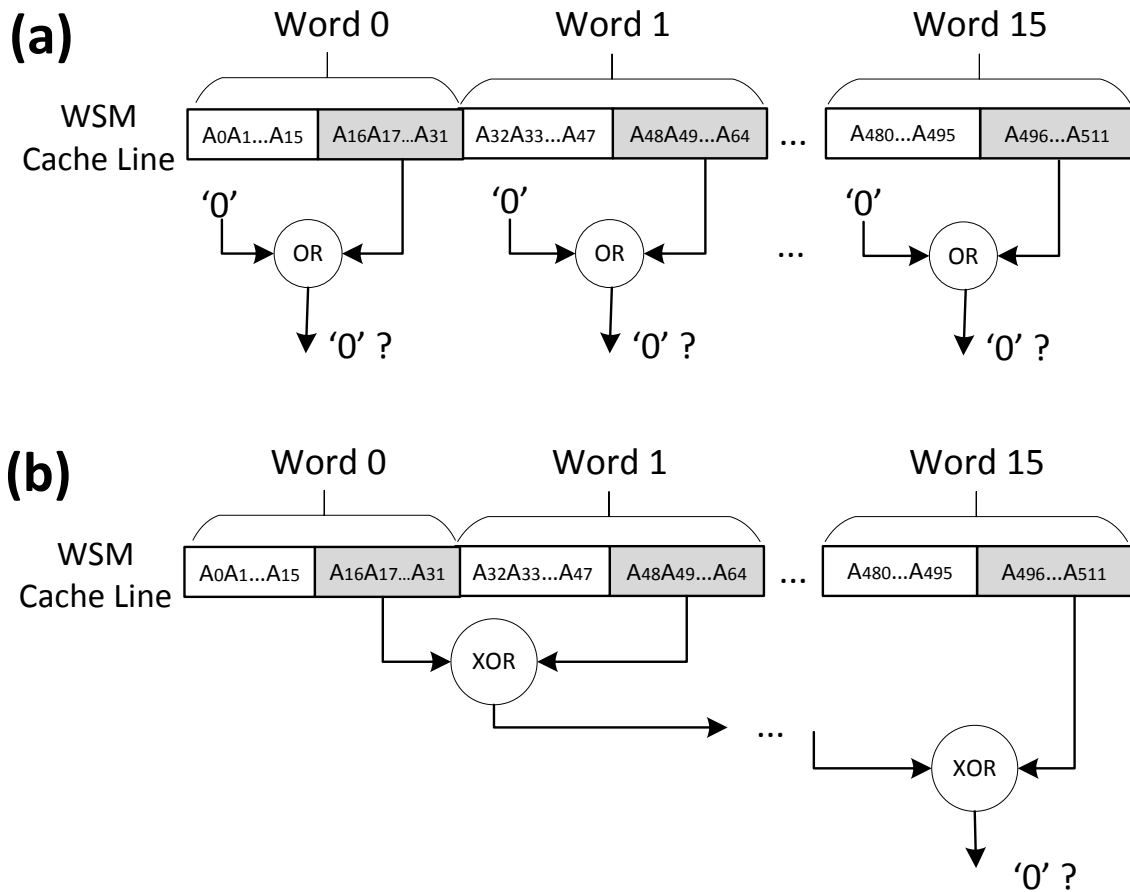 (a)
Word 0 Word 1 Word 15
WSM
Cache Line
A0A1...A15 A16A17...A31 A32A33...A47 A48A49...A64 ... A480...A495 A496...A511
‘0’ ‘0’ ‘0’
OR OR ... OR
‘0’ ? ‘0’ ? ‘0’ ?
(b)
Word 0 Word 1 Word 15
WSM
Cache Line
A0A1...A15 A16A17...A31 A32A33...A47 A48A49...A64 ... A480...A495 A496...A511
XOR
...
XOR
‘0’ ?